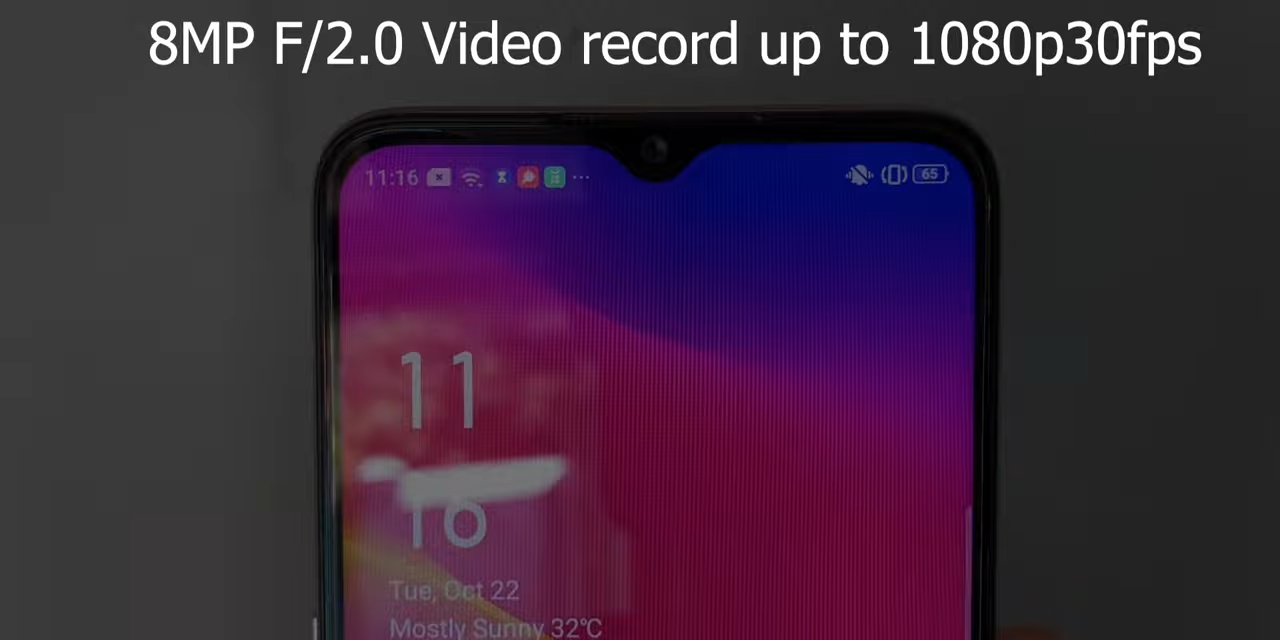 8MP F/2.0 Video record up to 1080p30fps
11:16
65
11
16
Tue, Oct 22
Mostly Sunny 32°C